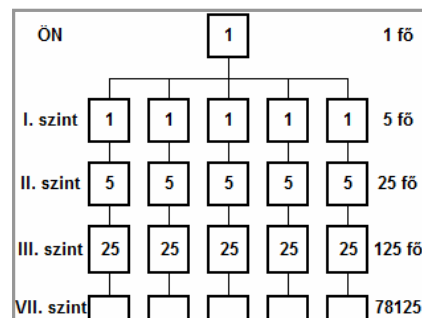 ÖN 1 1 fő
I. szint 1 1 1 1 1 5 fő
II. szint 5 5 5 5 5 25 fő
III. szint 25 25 25 25 25 125 fő
VII. szint 78125